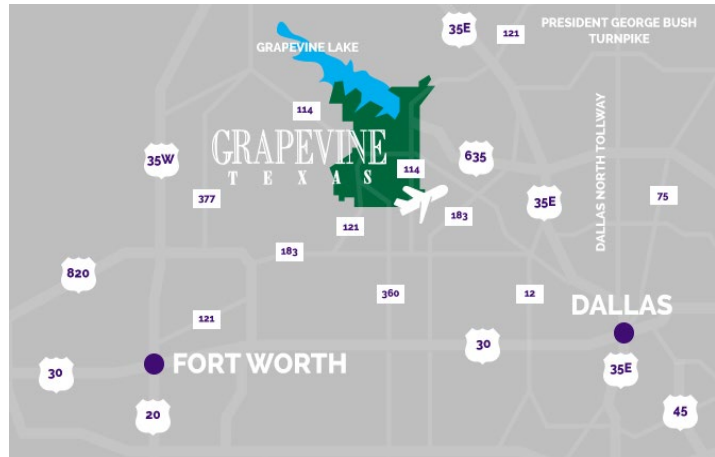 35E
121
PRESIDENT GEORGE BUSH
TURNPIKE
GRAPEVINE LAKE
114
GRAPEVINE
TEXAS
35W
635
114
DALLAS NORTH TOLLWAY
377
35E
75
183
121
183
820
360
12
DALLAS
121
30
FORT WORTH
30
35E
20
45